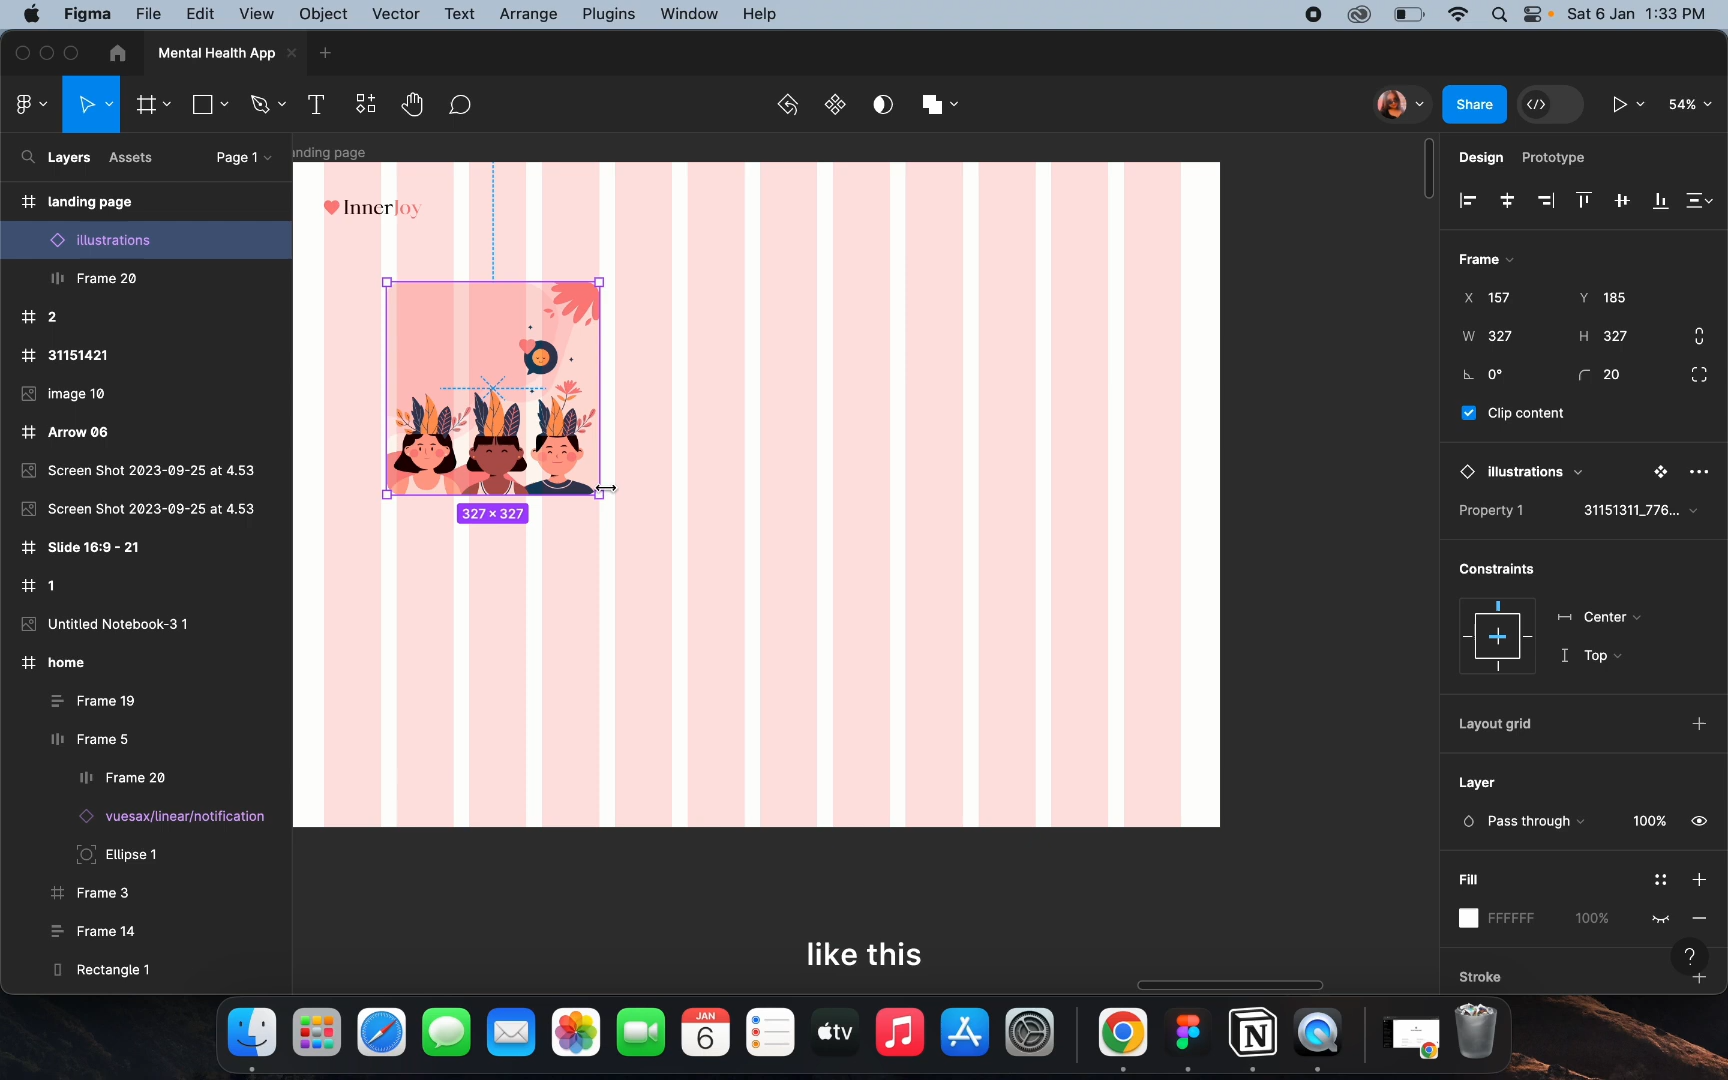 Figma File Edit View Object Vector Text Arrange Plugins Window Help Sat 6 Jan 1:33 PM
Mental Health App
Share 54%
Layers Assets Page 1
landing page
illustrations
Frame 20
2
31151421
image 10
Arrow 06
Screen Shot 2023-09-25 at 4.53
Screen Shot 2023-09-25 at 4.53
Slide 16:9 - 21
1
Untitled Notebook-3 1
home
Frame 19
Frame 5
Frame 20
vuesax/linear/notification
Ellipse 1
Frame 3
Frame 14
Rectangle 1
anding page
InnerJoy
327 × 327
Design Prototype
Frame
X 157 Y 185
W 327 H 327
0° 20
Clip content
illustrations
Property 1 31151311_776...
Constraints
Center
Top
Layout grid
Layer
Pass through 100%
Fill
FFFFFF 100%
Stroke
?
like this
JAN
6
tv